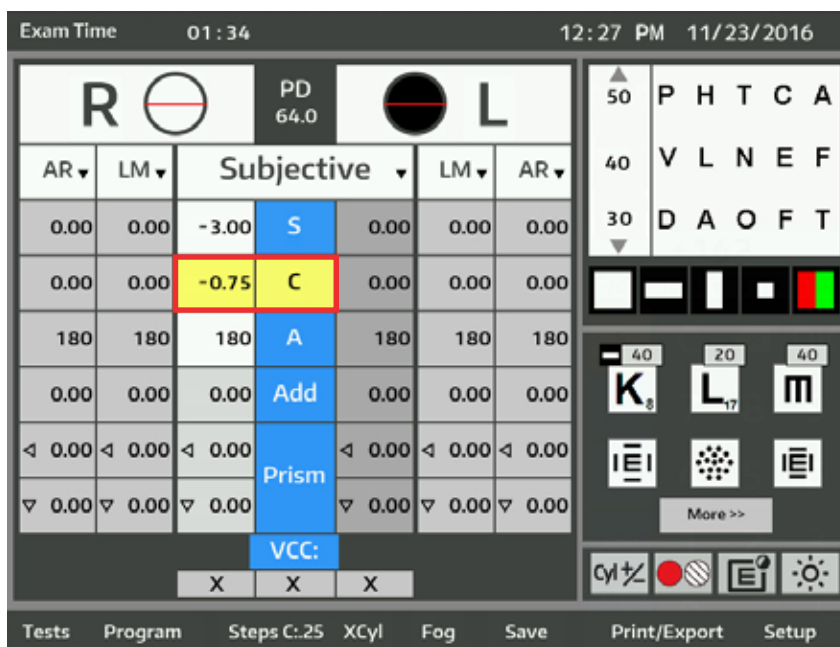 Exam Time 01:34 12:27 PM 11/23/2016
R PD 64.0 L
AR LM Subjective LM AR
0.00 0.00 -3.00 S 0.00 0.00 0.00
0.00 0.00 -0.75 C 0.00 0.00 0.00
180 180 180 A 180 180 180
0.00 0.00 0.00 Add 0.00 0.00 0.00
0.00 0.00 0.00 Prism 0.00 0.00 0.00
0.00 0.00 0.00 0.00 0.00 0.00
VCC:
X X X
50 P H T C A
40 V L N E F
30 D A O F T
40 20 40
K 8 L 17 m
E E
More >>
Cyl +/- E
Tests Program Steps C:.25 XCyl Fog Save Print/Export Setup